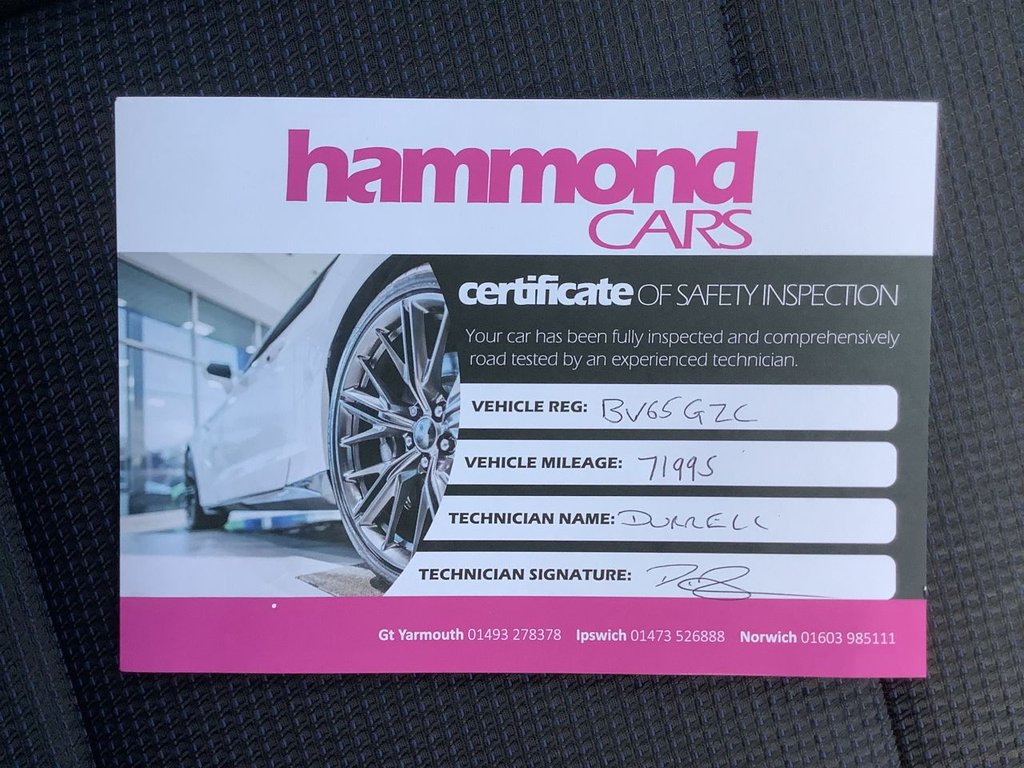 hammond
CARS
certificate OF SAFETY INSPECTION
Your car has been fully inspected and comprehensively
road tested by an experienced technician.
VEHICLE REG: BV65GZC
VEHICLE MILEAGE: 71995
TECHNICIAN NAME: DURRELL
TECHNICIAN SIGNATURE:
Gt Yarmouth 01493 278378 Ipswich 01473 526888 Norwich 01603 985111